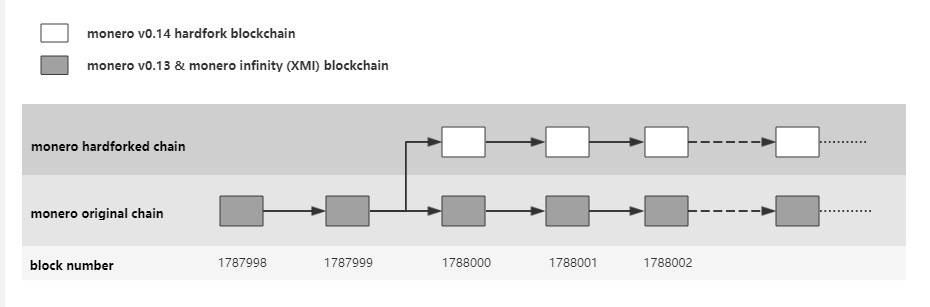 monero v0.14 hardfork blockchain
monero v0.13 & monero infinity (XMI) blockchain
monero hardforked chain
monero original chain
block number 1787998 1787999 1788000 1788001 1788002